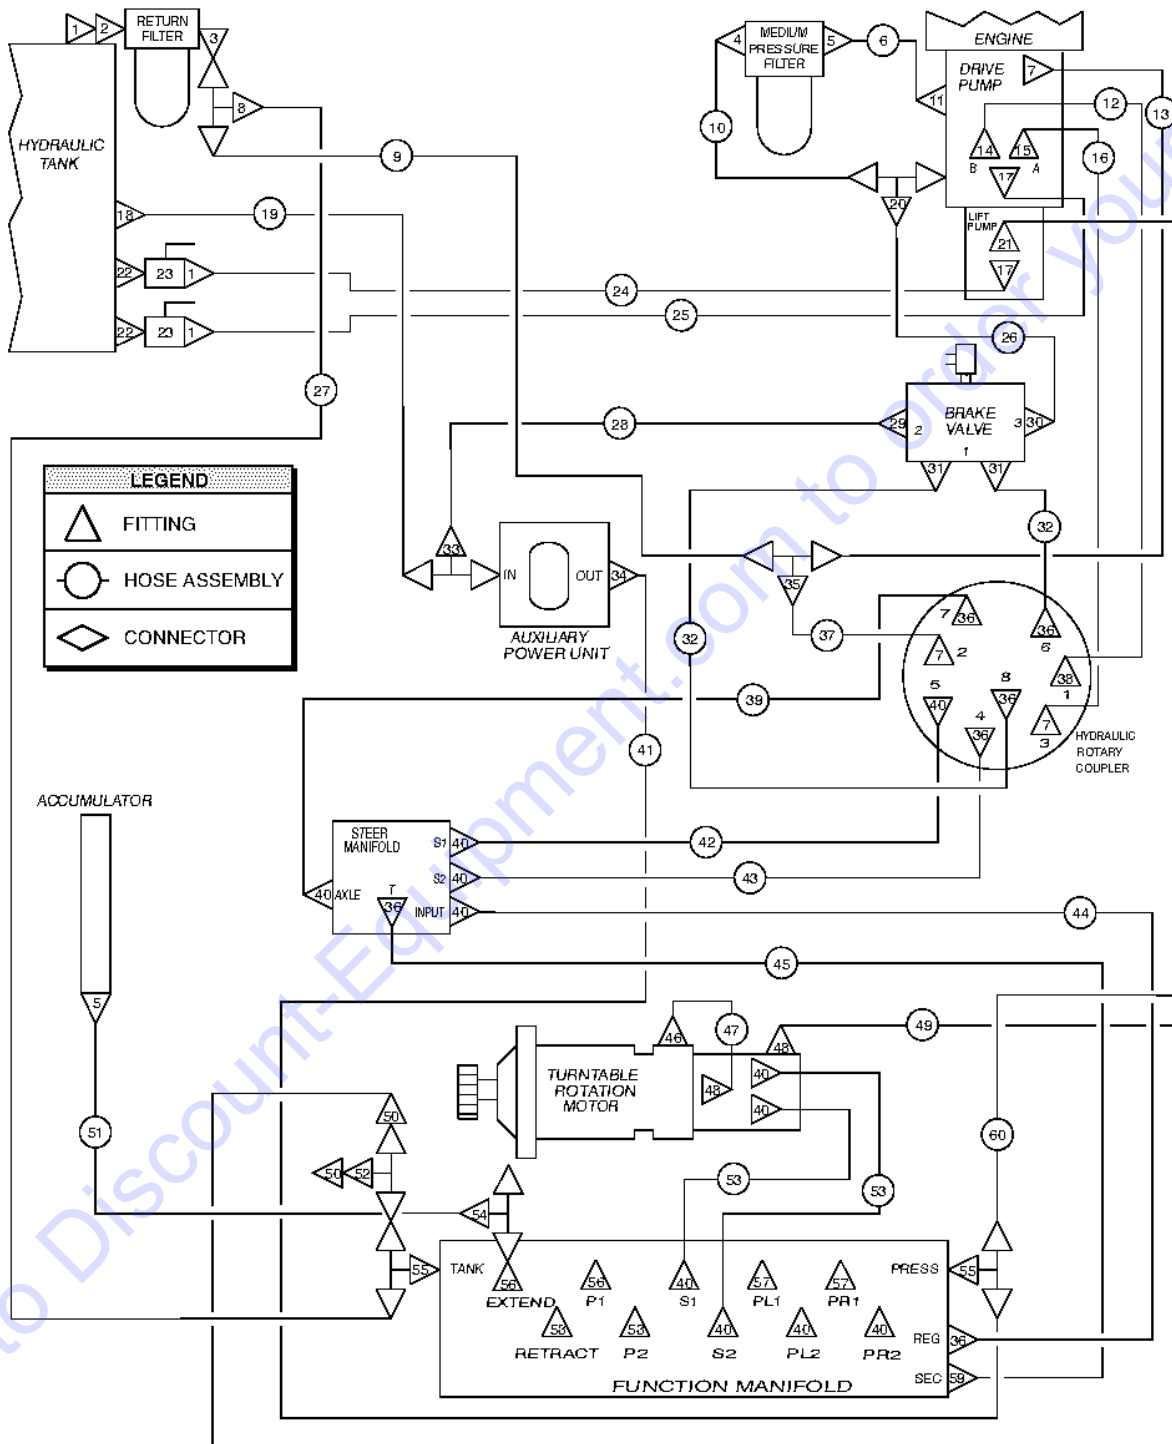 1 2 RETURN FILTER 3
8
HYDRAULIC TANK
9
18 19
22 23 1
22 23 1
24
25
27
4 MEDIUM PRESSURE FILTER 5 6
ENGINE
DRIVE PUMP 7
11
12
13
10
14 15 16
B A
17
20
LIFT PUMP
21
17
26
BRAKE VALVE
28 29 2 3 30
1
31 31
32
LEGEND
FITTING
HOSE ASSEMBLY
CONNECTOR
33
IN OUT 34
AUXILIARY POWER UNIT
35
32 37
7 36 36
6
7 2
5 8 38
1
40 4 36
36 7
3
HYDRAULIC ROTARY COUPLER
39
41
ACCUMULATOR
STEER MANIFOLD
S1 40 42
S2 40 43
40 AXLE T INPUT 40 44
36
45
5
46 47 48 49
TURNTABLE ROTATION MOTOR
48 40
40
50
51
50 52
53
53
60
54
55 TANK
56 EXTEND
56 P1
40 S1
57 PL1
57 PR1
PRESS 55
58 RETRACT
53 P2
40 S2
40 PL2
40 PR2
REG 36
SEC 59
FUNCTION MANIFOLD
to Discount-Equipment.com to order your